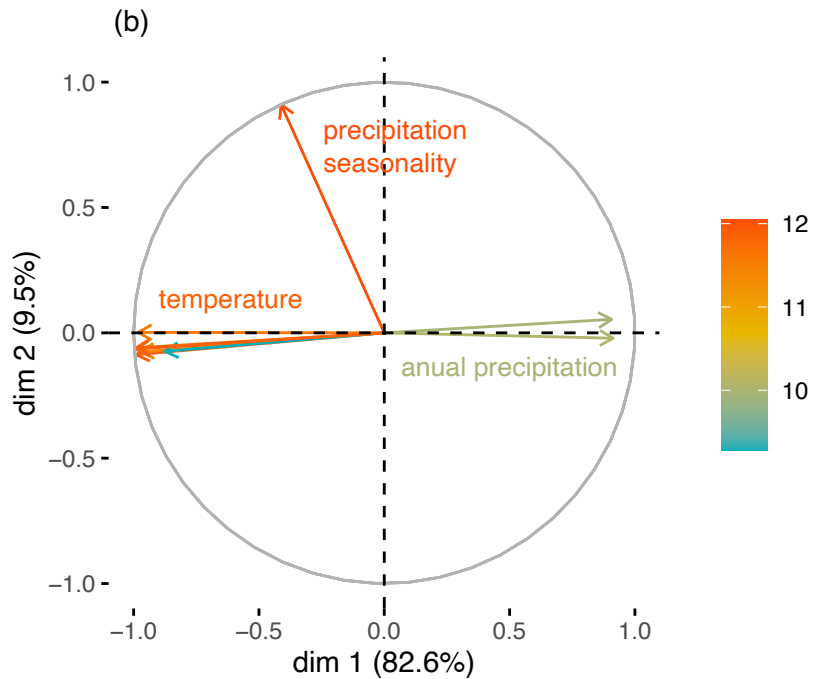 (b)
1.0
precipitation
seasonality
0.5
temperature
0.0
anual precipitation
−0.5
−1.0
−1.0
−0.5
0.0
0.5
1.0
dim 1 (82.6%)
dim 2 (9.5%)
12
11
10